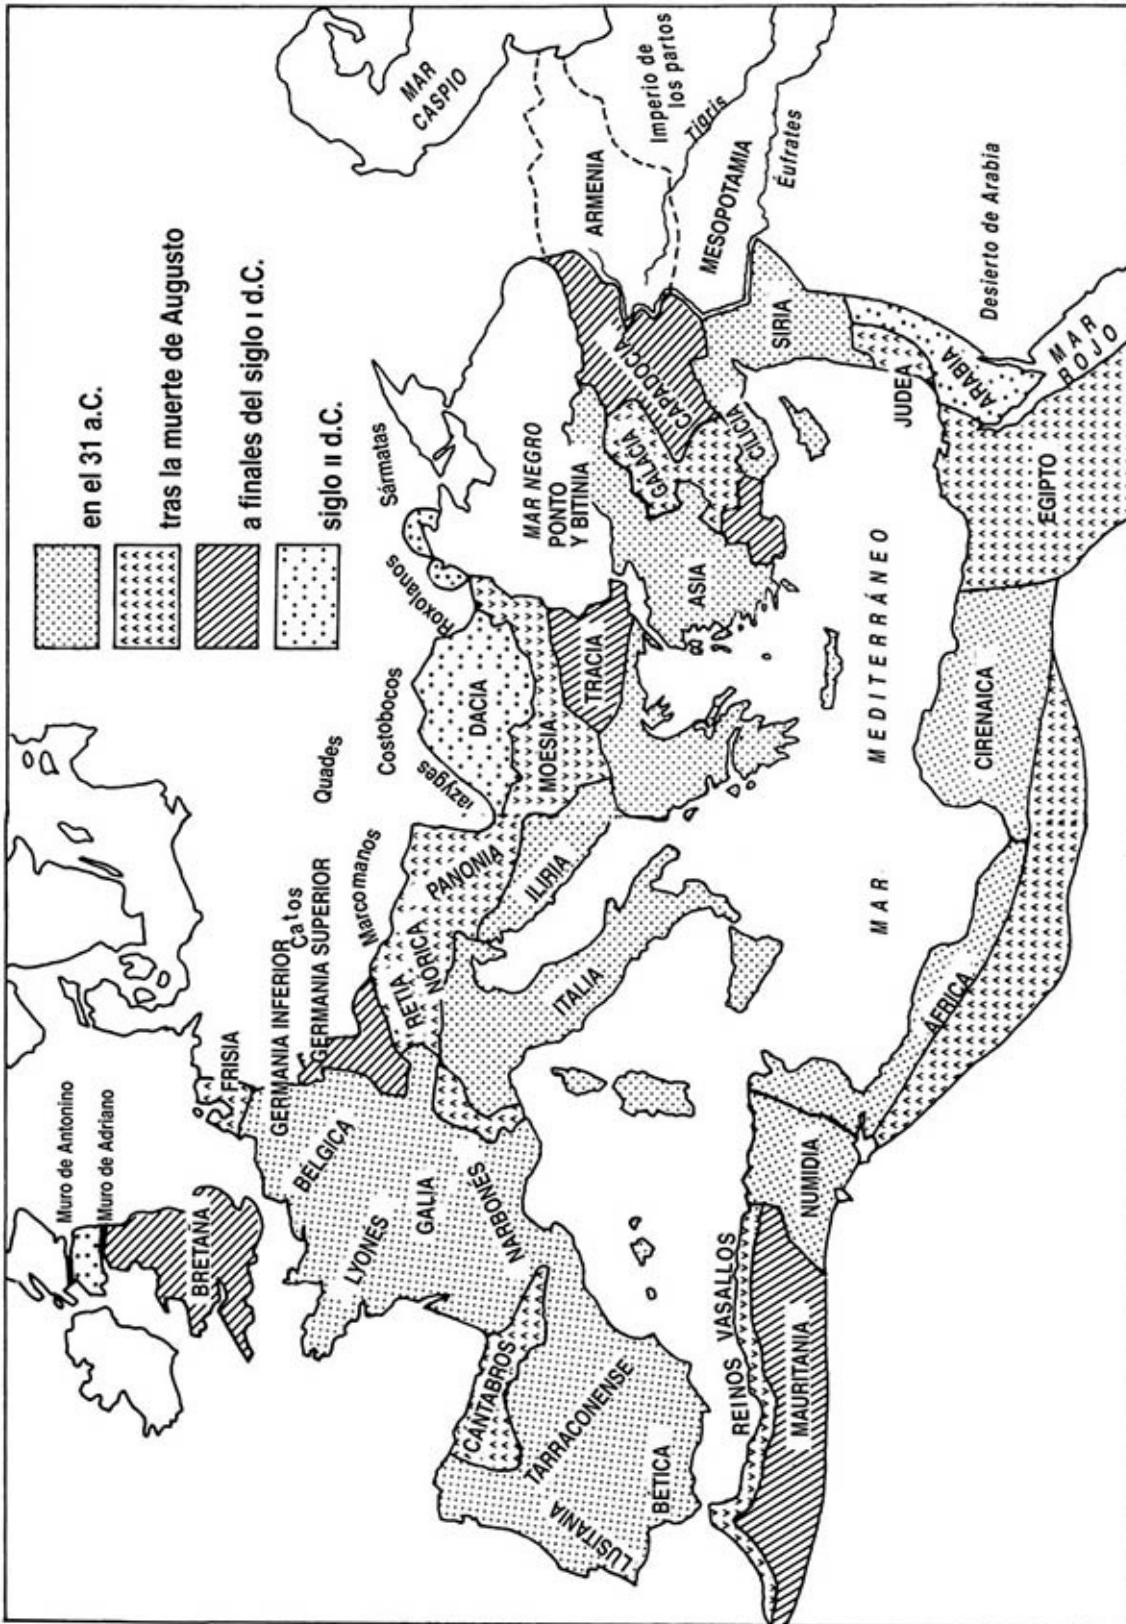 en el 31 a.C.
tras la muerte de Augusto
a finales del siglo I d.C.
siglo II d.C.
Muro de Antonino
Muro de Adriano
BRETANA
FRISIA
GERMANIA INFERIOR
Catos
GERMANIA SUPERIOR
Marcomanos
Quades
Costobocos
Iazyges
Roxolanos
Sármatas
MAR
CASPIO
BÉLGICA
LYONÉS
GALIA
NARBONÉS
RETIA
NÓRICA
PANONIA
DACIA
MOESIA
ILIRIA
TRACIA
ITALIA
MAR NEGRO
PONTO
Y BITINIA
ARMENIA
Imperio de
los partos
Tigris
MESOPOTAMIA
Éufrates
GALACIA
CAPADOCIA
ASIA
CILICIA
SIRIA
CÁNTABROS
TARRACONENSE
LUSITANIA
BÉTICA
MAR MEDITERRÁNEO
JUDEA
ARABIA
Desierto de Arabia
MAR
ROJO
REINOS VASALLOS
MAURITANIA
NUMIDIA
ÁFRICA
CIRENAICA
EGIPTO